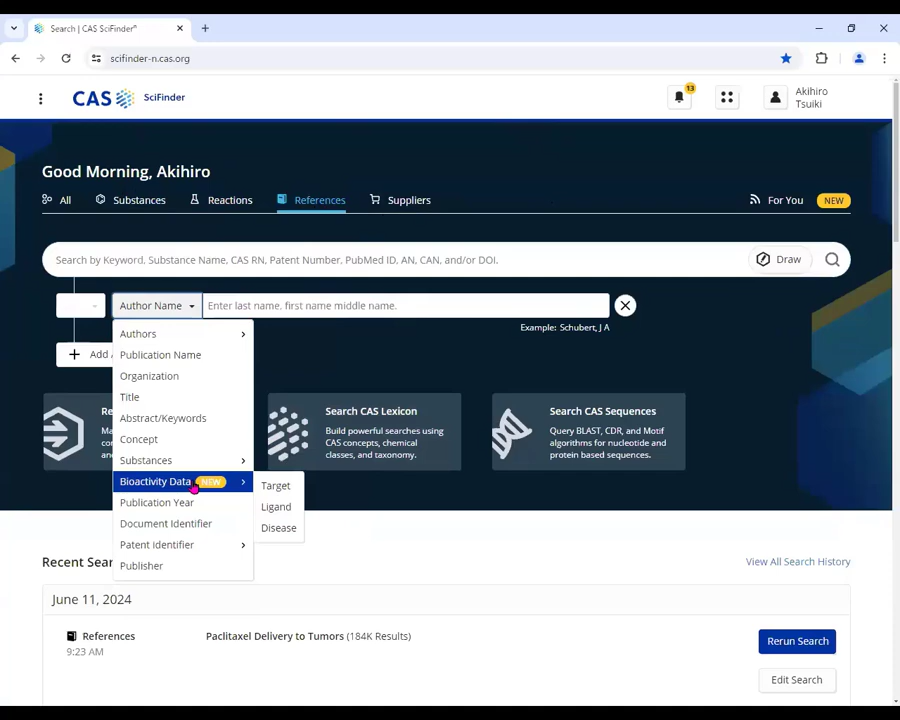 Search | CAS SciFinder®
scifinder-n.cas.org
CAS SciFinder
13
Akihiro
Tsuiki
Good Morning, Akihiro
All Substances Reactions References Suppliers For You NEW
Search by Keyword, Substance Name, CAS RN, Patent Number, PubMed ID, AN, CAN, and/or DOI.
Draw
Author Name Enter last name, first name middle name.
Example: Schubert, J A
Authors
Add
Publication Name
Organization
Title
Abstract/Keywords
Concept
Substances
Bioactivity Data NEW
Publication Year
Document Identifier
Patent Identifier
Publisher
Target
Ligand
Disease
Search CAS Lexicon
Build powerful searches using
CAS concepts, chemical
classes, and taxonomy.
Search CAS Sequences
Query BLAST, CDR, and Motif
algorithms for nucleotide and
protein based sequences.
Recent Sear
View All Search History
June 11, 2024
References
9:23 AM
Paclitaxel Delivery to Tumors (184K Results)
Rerun Search
Edit Search